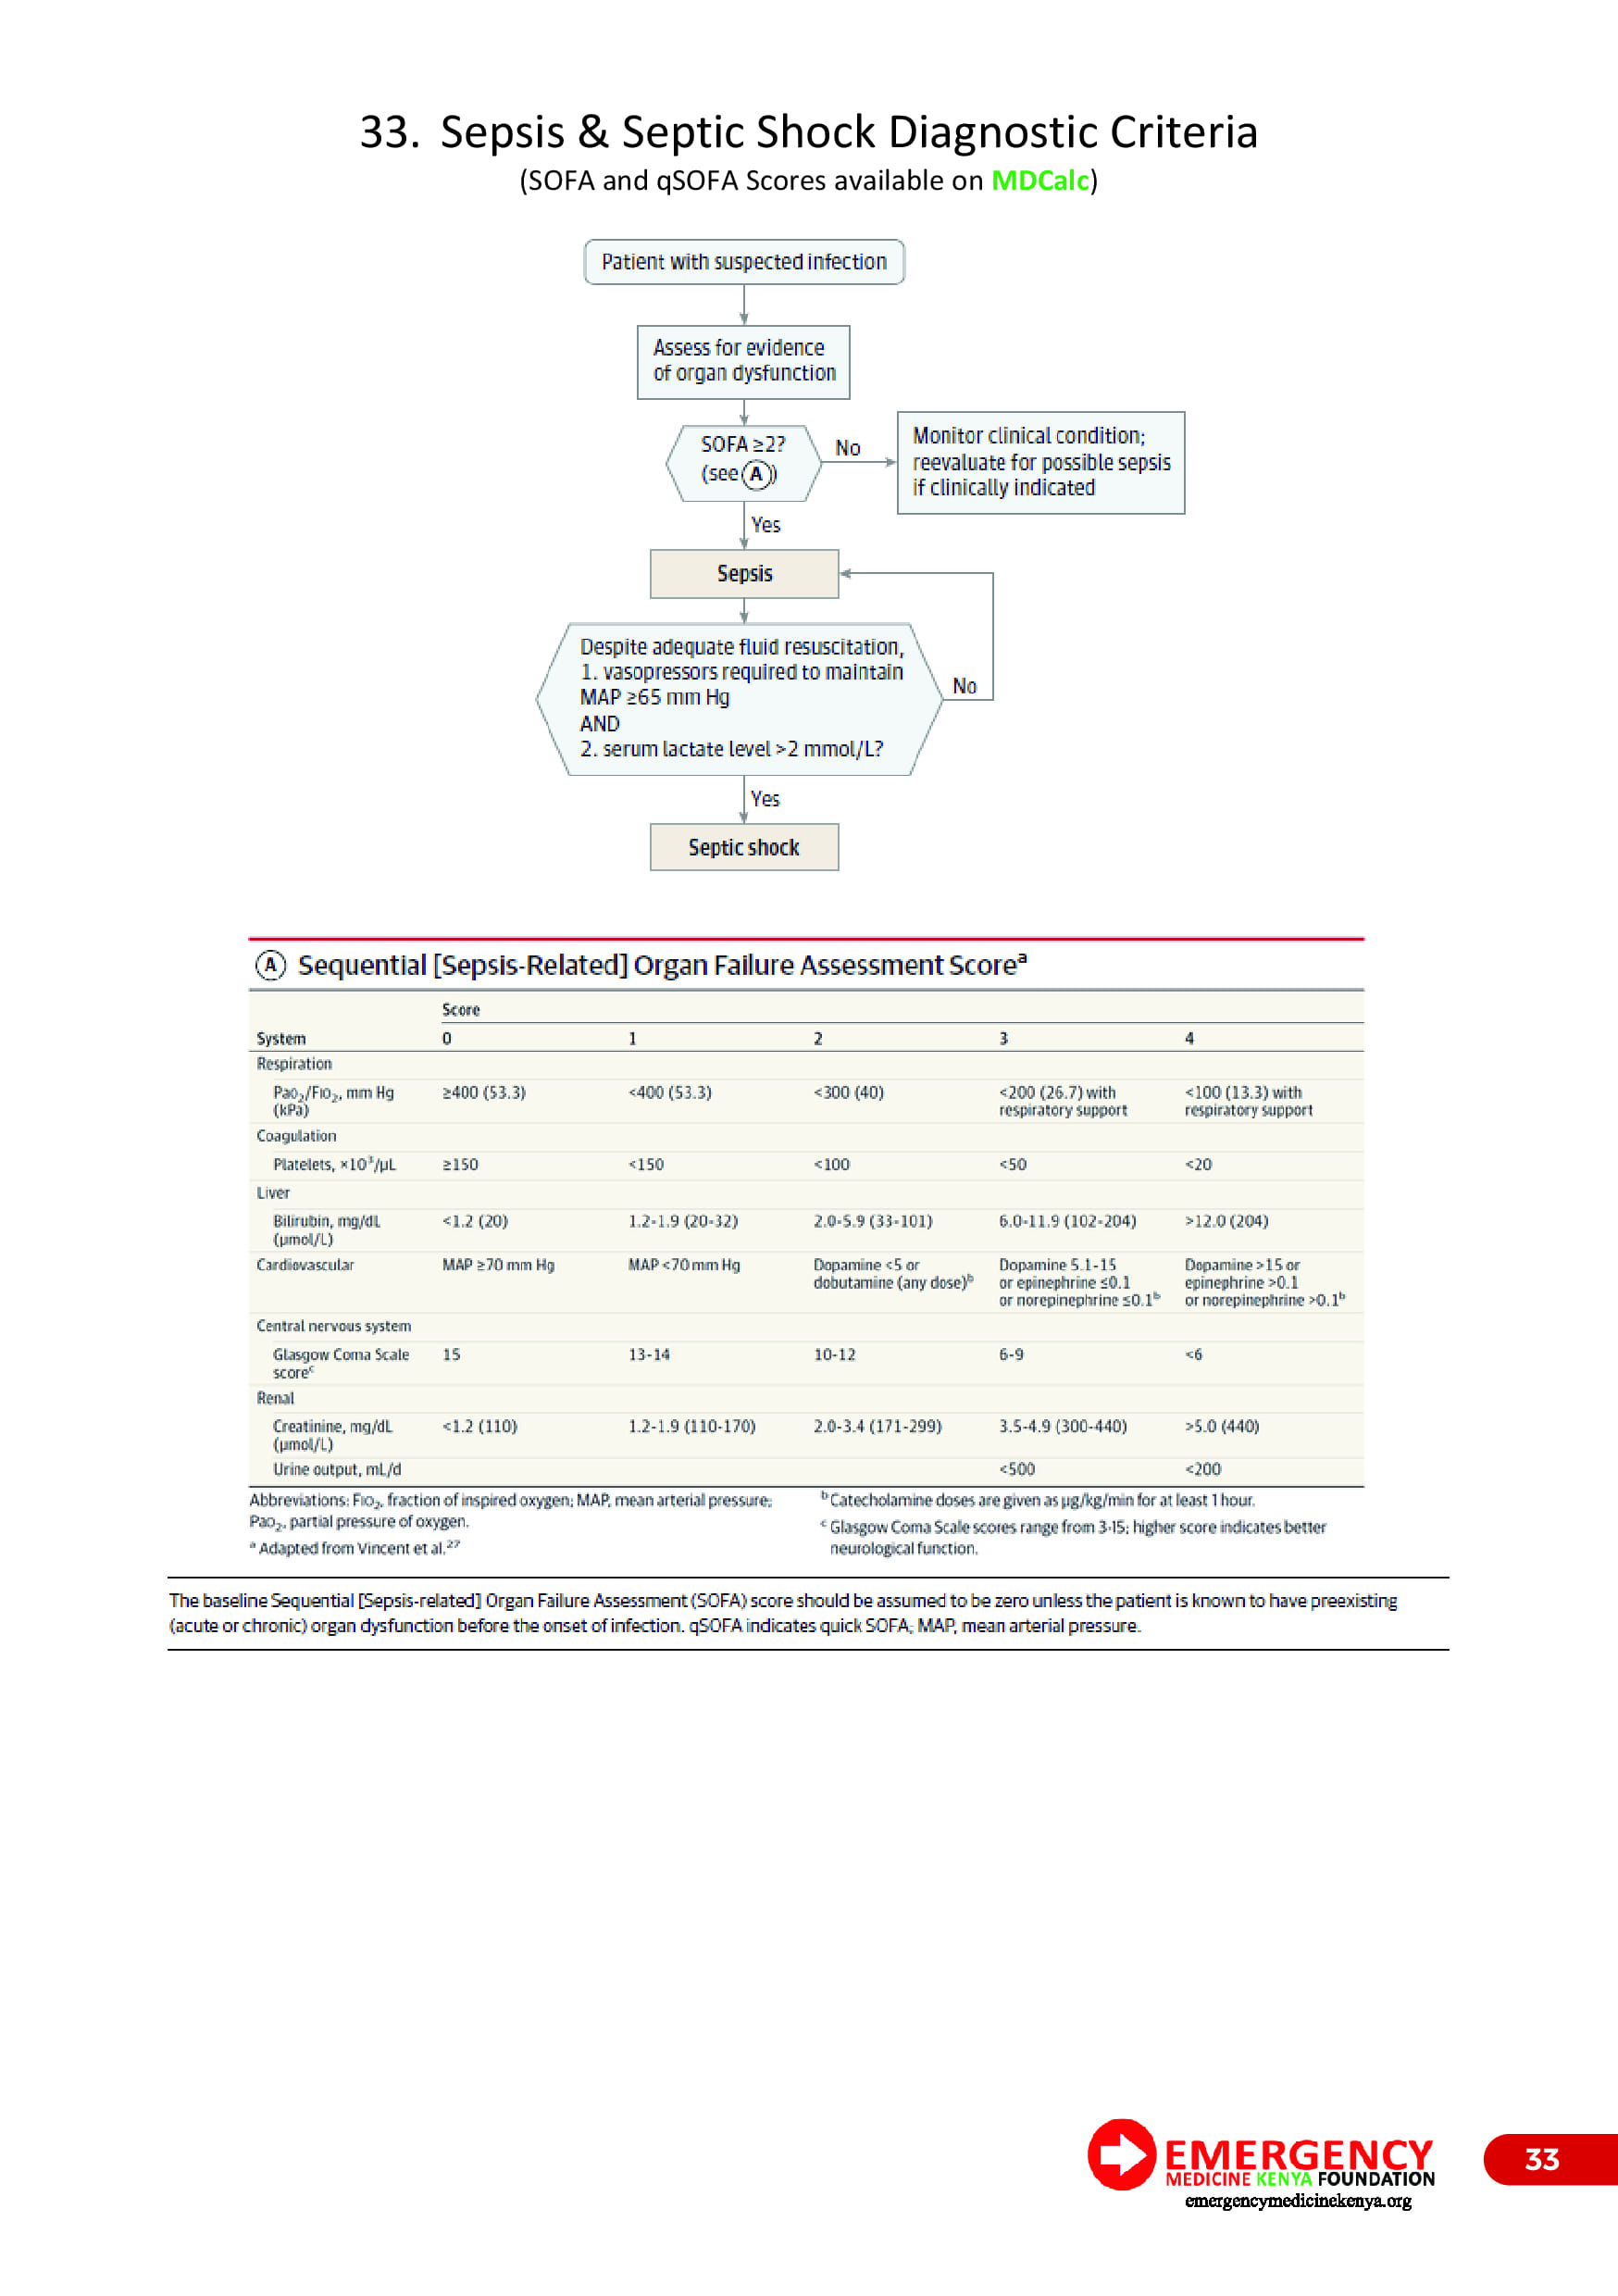 33. Sepsis & Septic Shock Diagnostic Criteria
(SOFA and qSOFA Scores available on MDCalc)
Patient with suspected infection
Assess for evidence
of organ dysfunction
SOFA ≥2?
(see Ⓐ)
No
Monitor clinical condition;
reevaluate for possible sepsis
if clinically indicated
Yes
Sepsis
Despite adequate fluid resuscitation,
1. vasopressors required to maintain
MAP ≥65 mm Hg
AND
2. serum lactate level >2 mmol/L?
No
Yes
Septic shock
Ⓐ Sequential [Sepsis-Related] Organ Failure Assessment Scoreᵃ
Score
System 0 1 2 3 4
Respiration
PaO₂/FIO₂, mm Hg ≥400 (53.3) <400 (53.3) <300 (40) <200 (26.7) with <100 (13.3) with
(kPa) respiratory support respiratory support
Coagulation
Platelets, ×10³/μL ≥150 <150 <100 <50 <20
Liver
Bilirubin, mg/dL <1.2 (20) 1.2-1.9 (20-32) 2.0-5.9 (33-101) 6.0-11.9 (102-204) >12.0 (204)
(μmol/L)
Cardiovascular MAP ≥70 mm Hg MAP <70 mm Hg Dopamine <5 or Dopamine 5.1-15 Dopamine >15 or
dobutamine (any dose)ᵇ or epinephrine ≤0.1 epinephrine >0.1
or norepinephrine ≤0.1ᵇ or norepinephrine >0.1ᵇ
Central nervous system
Glasgow Coma Scale 15 13-14 10-12 6-9 <6
scoreᶜ
Renal
Creatinine, mg/dL <1.2 (110) 1.2-1.9 (110-170) 2.0-3.4 (171-299) 3.5-4.9 (300-440) >5.0 (440)
(μmol/L)
Urine output, mL/d <500 <200
Abbreviations: FIO₂, fraction of inspired oxygen; MAP, mean arterial pressure;
PaO₂, partial pressure of oxygen.
ᵃ Adapted from Vincent et al.²⁷
ᵇ Catecholamine doses are given as μg/kg/min for at least 1 hour.
ᶜ Glasgow Coma Scale scores range from 3-15; higher score indicates better
neurological function.
The baseline Sequential [Sepsis-related] Organ Failure Assessment (SOFA) score should be assumed to be zero unless the patient is known to have preexisting
(acute or chronic) organ dysfunction before the onset of infection. qSOFA indicates quick SOFA; MAP, mean arterial pressure.
EMERGENCY
MEDICINE KENYA FOUNDATION
emergencymedicinekenya.org
33